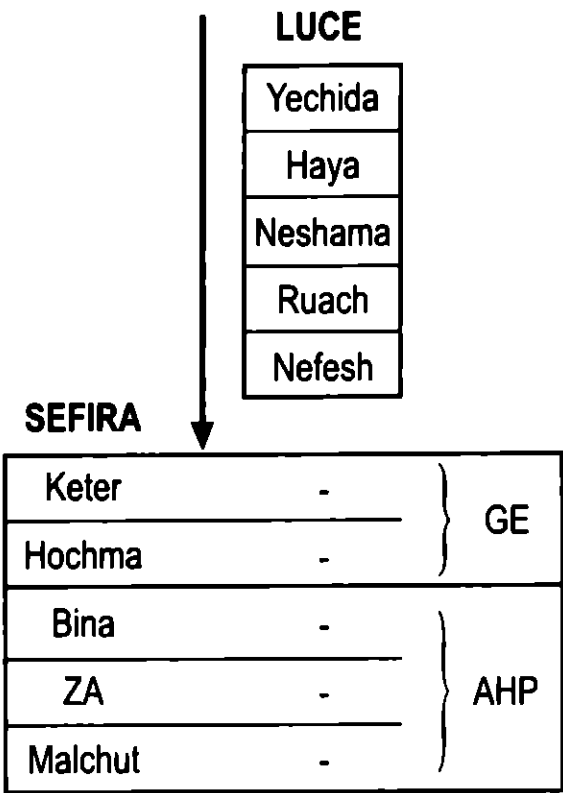 LUCE
Yechida
Haya
Neshama
Ruach
Nefesh
SEFIRA
Keter -
Hochma -
GE
Bina -
ZA -
AHP
Malchut -